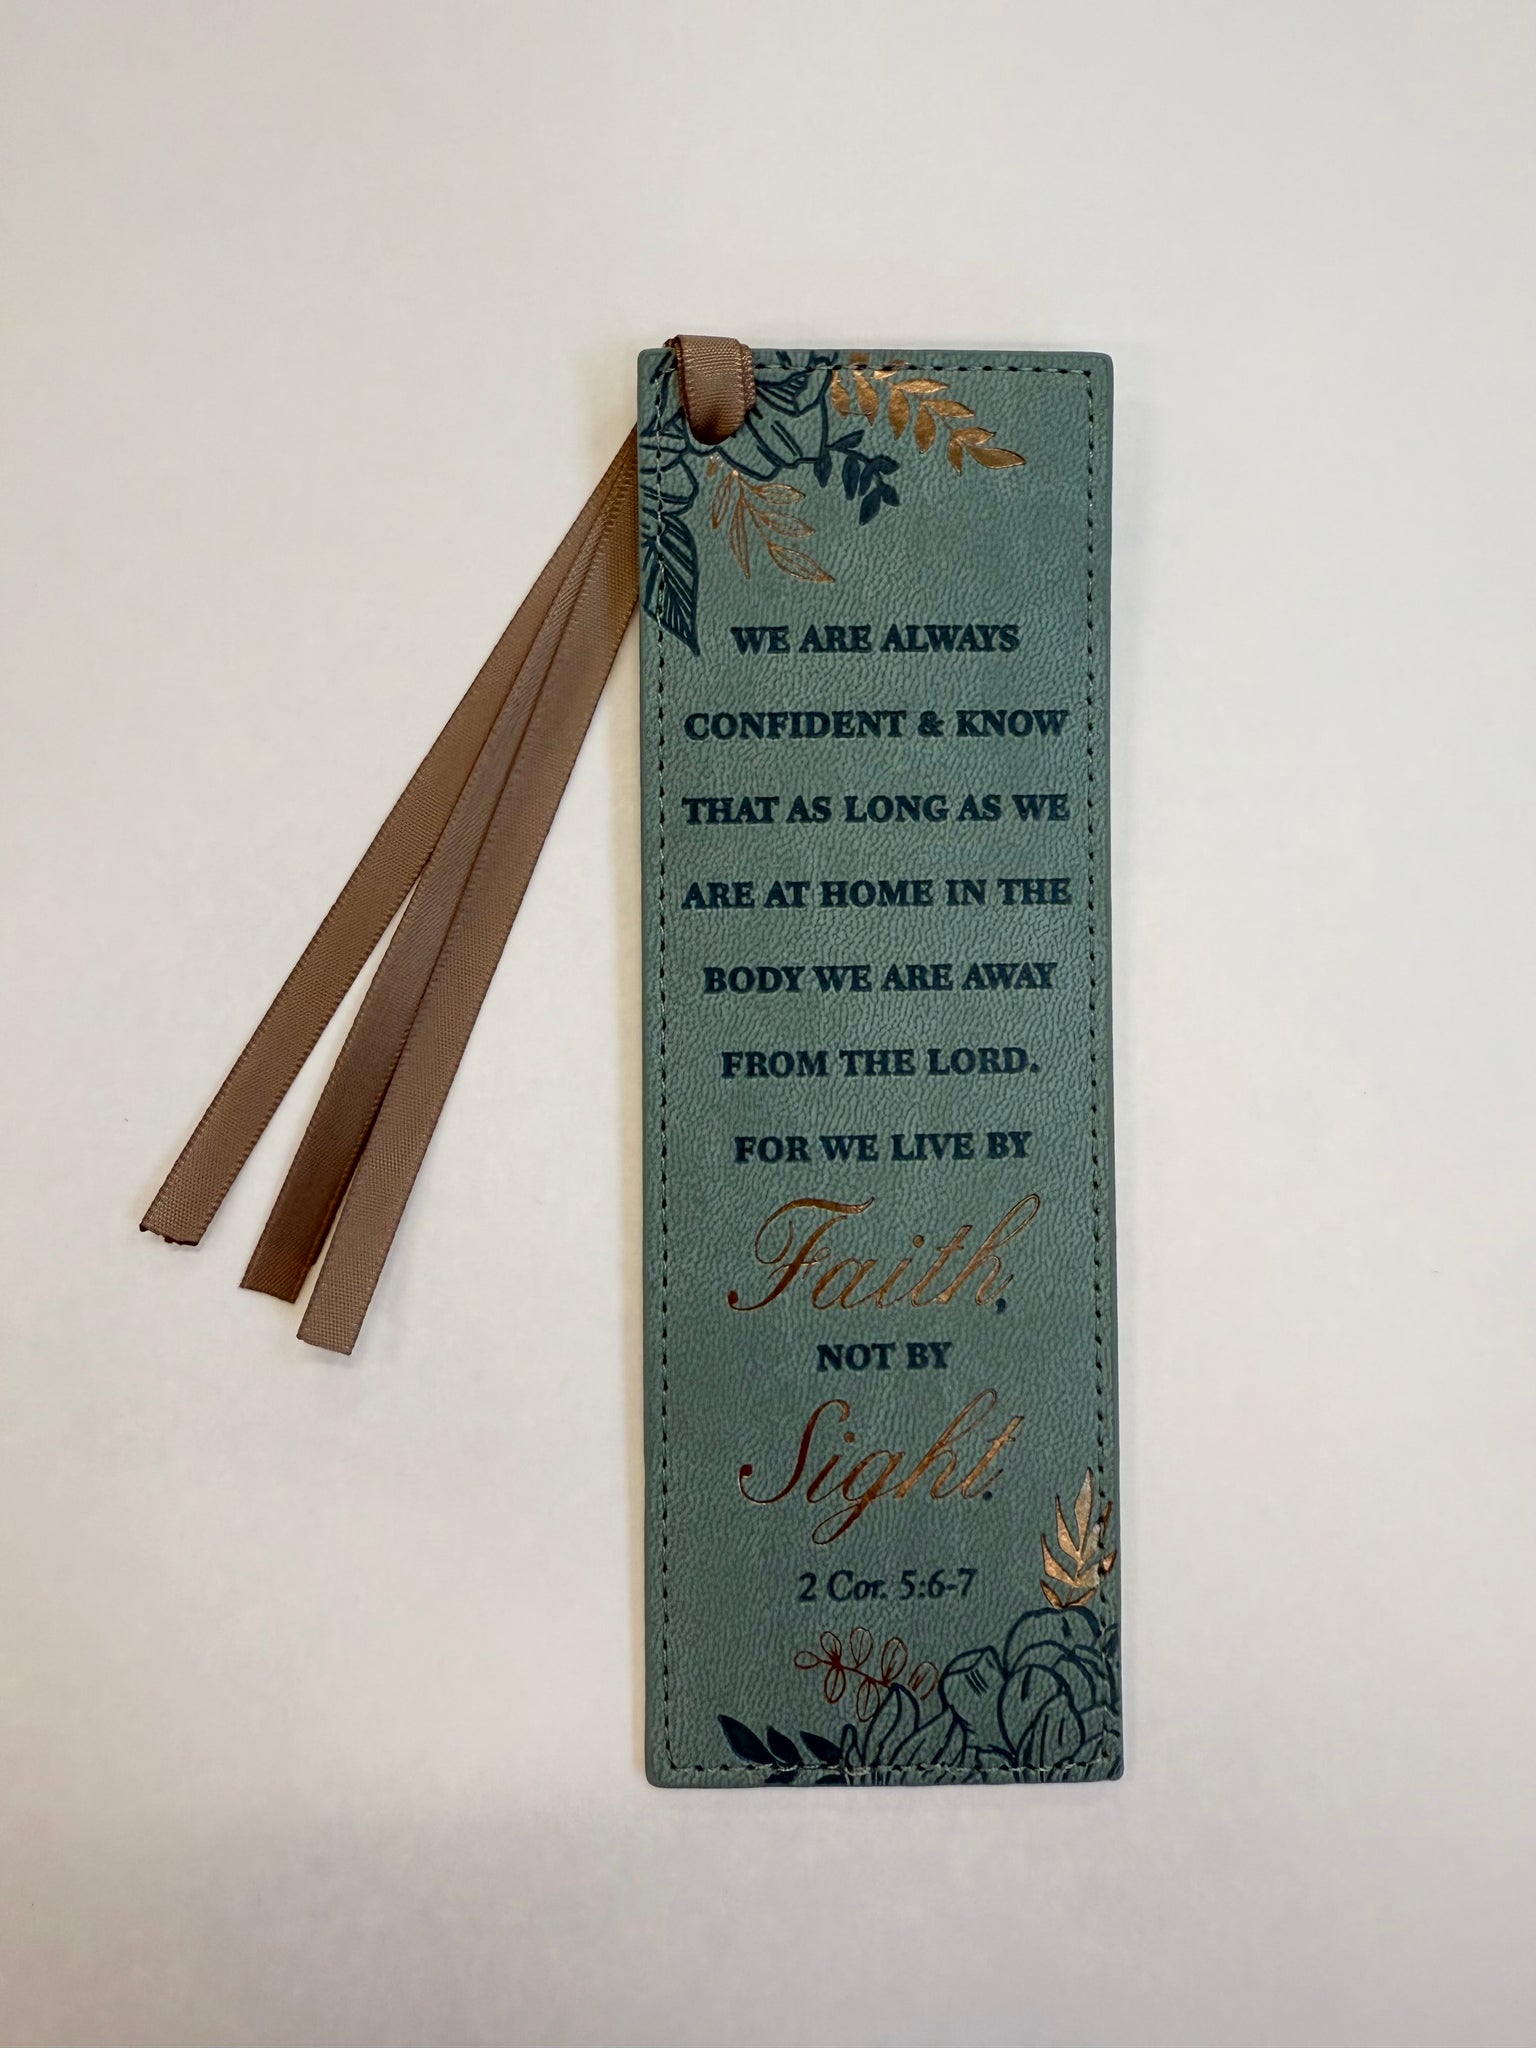 WE ARE ALWAYS
CONFIDENT & KNOW
THAT AS LONG AS WE
ARE AT HOME IN THE
BODY WE ARE AWAY
FROM THE LORD.
FOR WE LIVE BY
Faith,
NOT BY
Sight.
2 Cor. 5:6-7